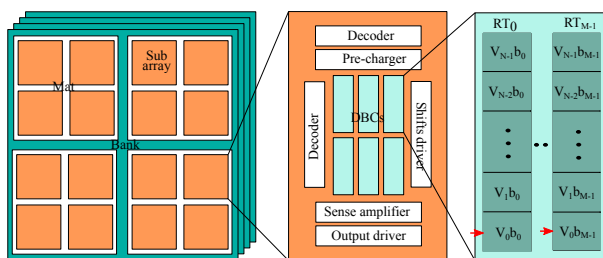 Sub
array
Mat
Bank
Decoder
Pre-charger
Decoder
DBCs
Shifts driver
Sense amplifier
Output driver
RT0 RTM-1
VN-1b0 VN-1bM-1
VN-2b0 VN-2bM-1
V1b0 V1bM-1
V0b0 V0bM-1